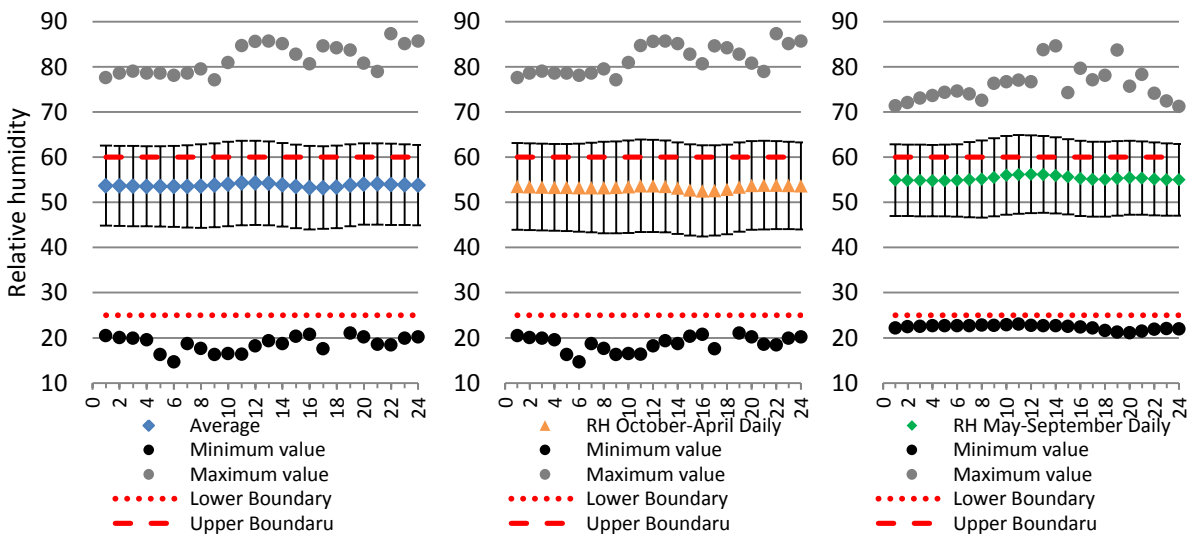 Relative humidity
90
80
70
60
50
40
30
20
10
0 2 4 6 8 10 12 14 16 18 20 22 24
Average
Minimum value
Maximum value
Lower Boundary
Upper Boundaru
90
80
70
60
50
40
30
20
10
0 2 4 6 8 10 12 14 16 18 20 22 24
RH October-April Daily
Minimum value
Maximum value
Lower Boundary
Upper Boundaru
90
80
70
60
50
40
30
20
10
0 2 4 6 8 10 12 14 16 18 20 22 24
RH May-September Daily
Minimum value
Maximum value
Lower Boundary
Upper Boundaru